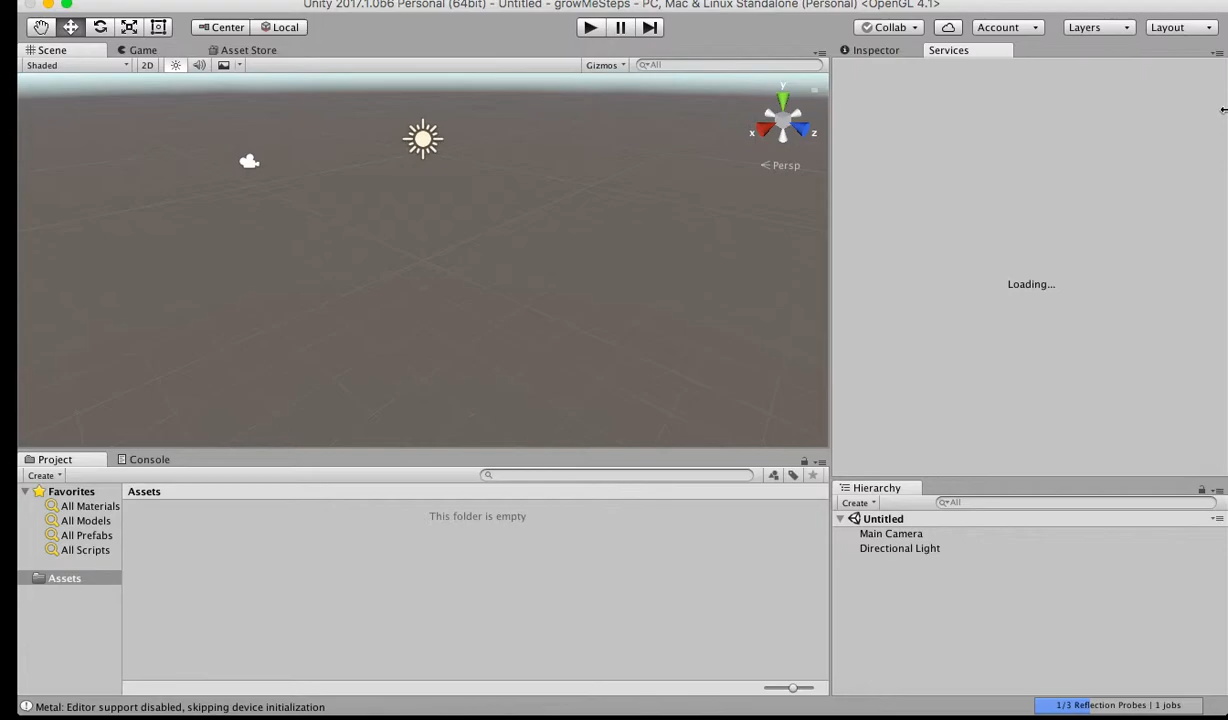 Unity 2017.1.0b6 Personal (64bit) - Untitled - growMeSteps - PC, Mac & Linux Standalone (Personal) <OpenGL 4.1>
Center Local Collab Account Layers Layout
Scene Game Asset Store Inspector Services
Shaded 2D Gizmos All
y
x z
Persp
Loading...
Project Console
Create
Favorites Assets
All Materials This folder is empty
All Models
All Prefabs
All Scripts
Assets
Hierarchy
Create All
Untitled
Main Camera
Directional Light
Metal: Editor support disabled, skipping device initialization 1/3 Reflection Probes | 1 jobs